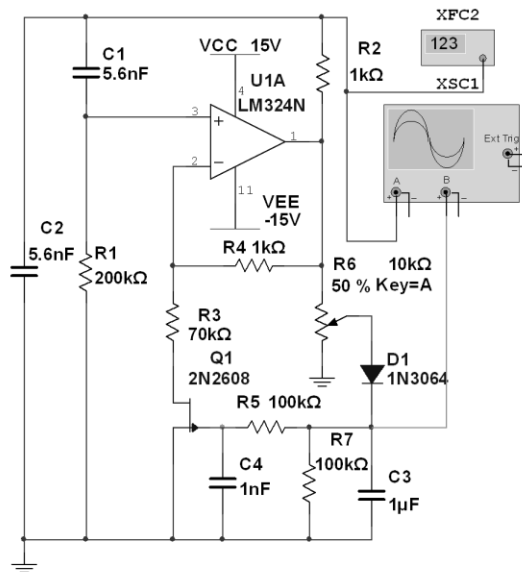 XFC2
123
C1
5.6nF
VCC 15V
R2
1kΩ
XSC1
U1A
LM324N
4
3
1
2
11
Ext Trig
A
B
VEE
-15V
C2
5.6nF
R1
200kΩ
R4 1kΩ
R6 10kΩ
50 % Key=A
R3
70kΩ
Q1
2N2608
D1
1N3064
R5 100kΩ
R7
100kΩ
C4
1nF
C3
1µF